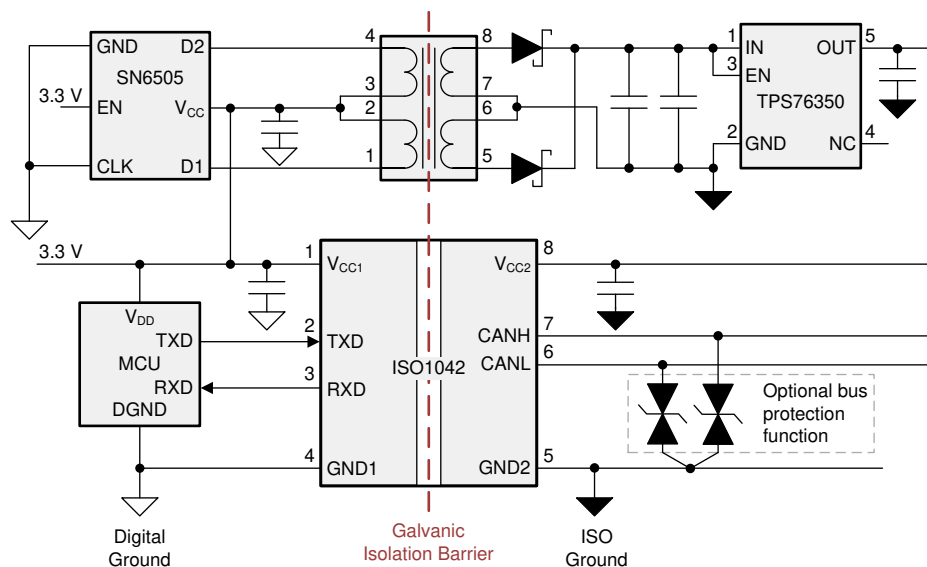 GND
D2
SN6505
3.3 V
EN
VCC
CLK
D1
4
3
2
1
8
7
6
5
1
3
2
IN
EN
GND
OUT
TPS76350
NC
5
4
3.3 V
VDD
TXD
MCU
RXD
DGND
1
2
3
4
VCC1
TXD
RXD
GND1
ISO1042
VCC2
CANH
CANL
GND2
8
7
6
5
Optional bus
protection
function
Digital
Ground
Galvanic
Isolation Barrier
ISO
Ground